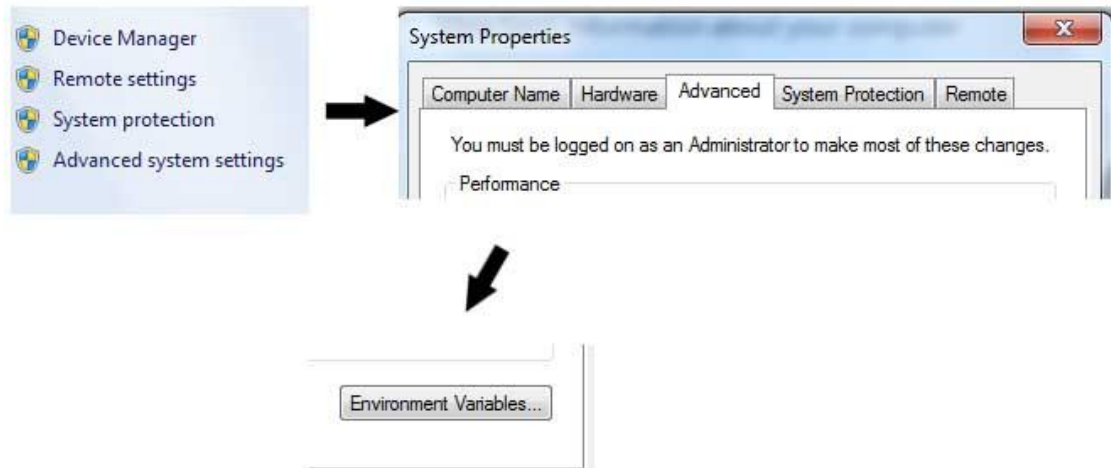 Device Manager
Remote settings
System protection
Advanced system settings
System Properties
Computer Name Hardware Advanced System Protection Remote
You must be logged on as an Administrator to make most of these changes.
Performance
Environment Variables...